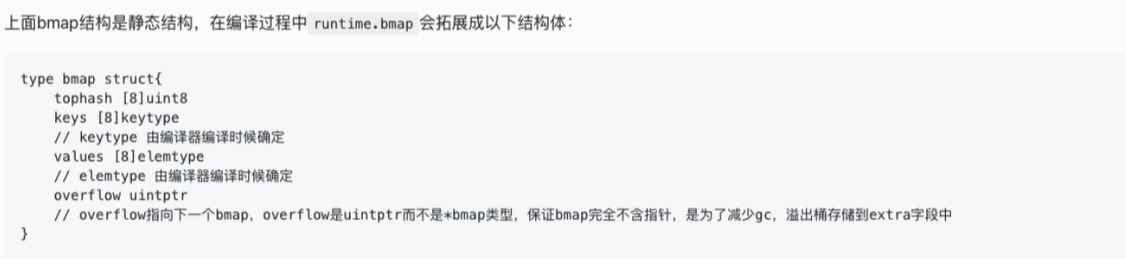 上面bmap结构是静态结构，在编译过程中 runtime.bmap 会拓展成以下结构体：
type bmap struct{
    tophash [8]uint8
    keys [8]keytype
    // keytype 由编译器编译时候确定
    values [8]elemtype
    // elemtype 由编译器编译时候确定
    overflow uintptr
    // overflow指向下一个bmap，overflow是uintptr而不是*bmap类型，保证bmap完全不含指针，是为了减少gc，溢出桶存储到extra字段中
}